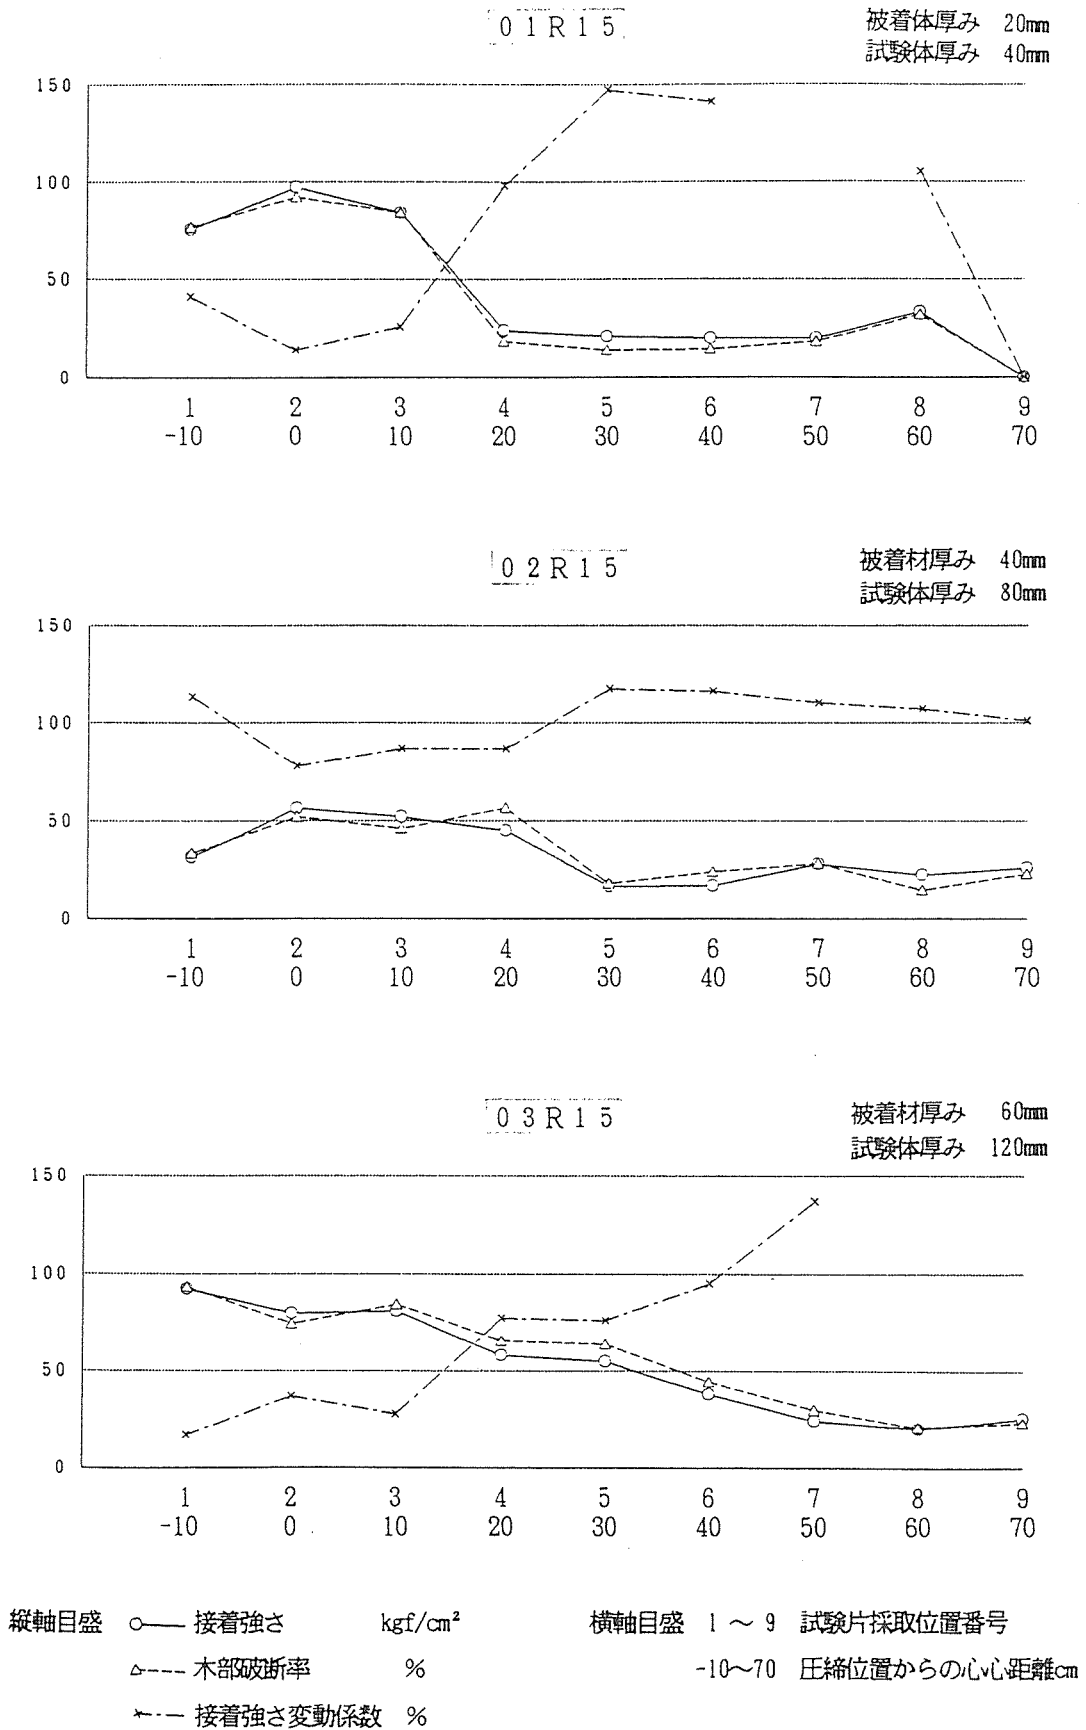 01R15
被着体厚み 20mm
試験体厚み 40mm
150
100
50
0
1 2 3 4 5 6 7 8 9
-10 0 10 20 30 40 50 60 70
02R15
被着材厚み 40mm
試験体厚み 80mm
150
100
50
0
1 2 3 4 5 6 7 8 9
-10 0 10 20 30 40 50 60 70
03R15
被着材厚み 60mm
試験体厚み 120mm
150
100
50
0
1 2 3 4 5 6 7 8 9
-10 0 10 20 30 40 50 60 70
縦軸目盛 接着強さ kgf/cm² 横軸目盛 1～9 試験片採取位置番号
木部破断率 % -10～70 圧締位置からの心心距離cm
接着強さ変動係数 %